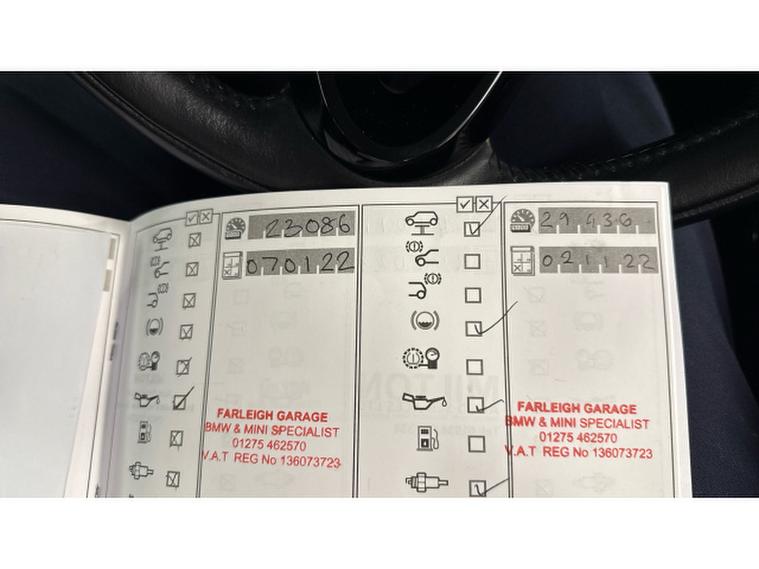 23086
070122
FARLEIGH GARAGE
BMW & MINI SPECIALIST
01275 462570
V.A.T REG No 136073723
29436
021122
FARLEIGH GARAGE
BMW & MINI SPECIALIST
01275 462570
V.A.T REG No 136073723